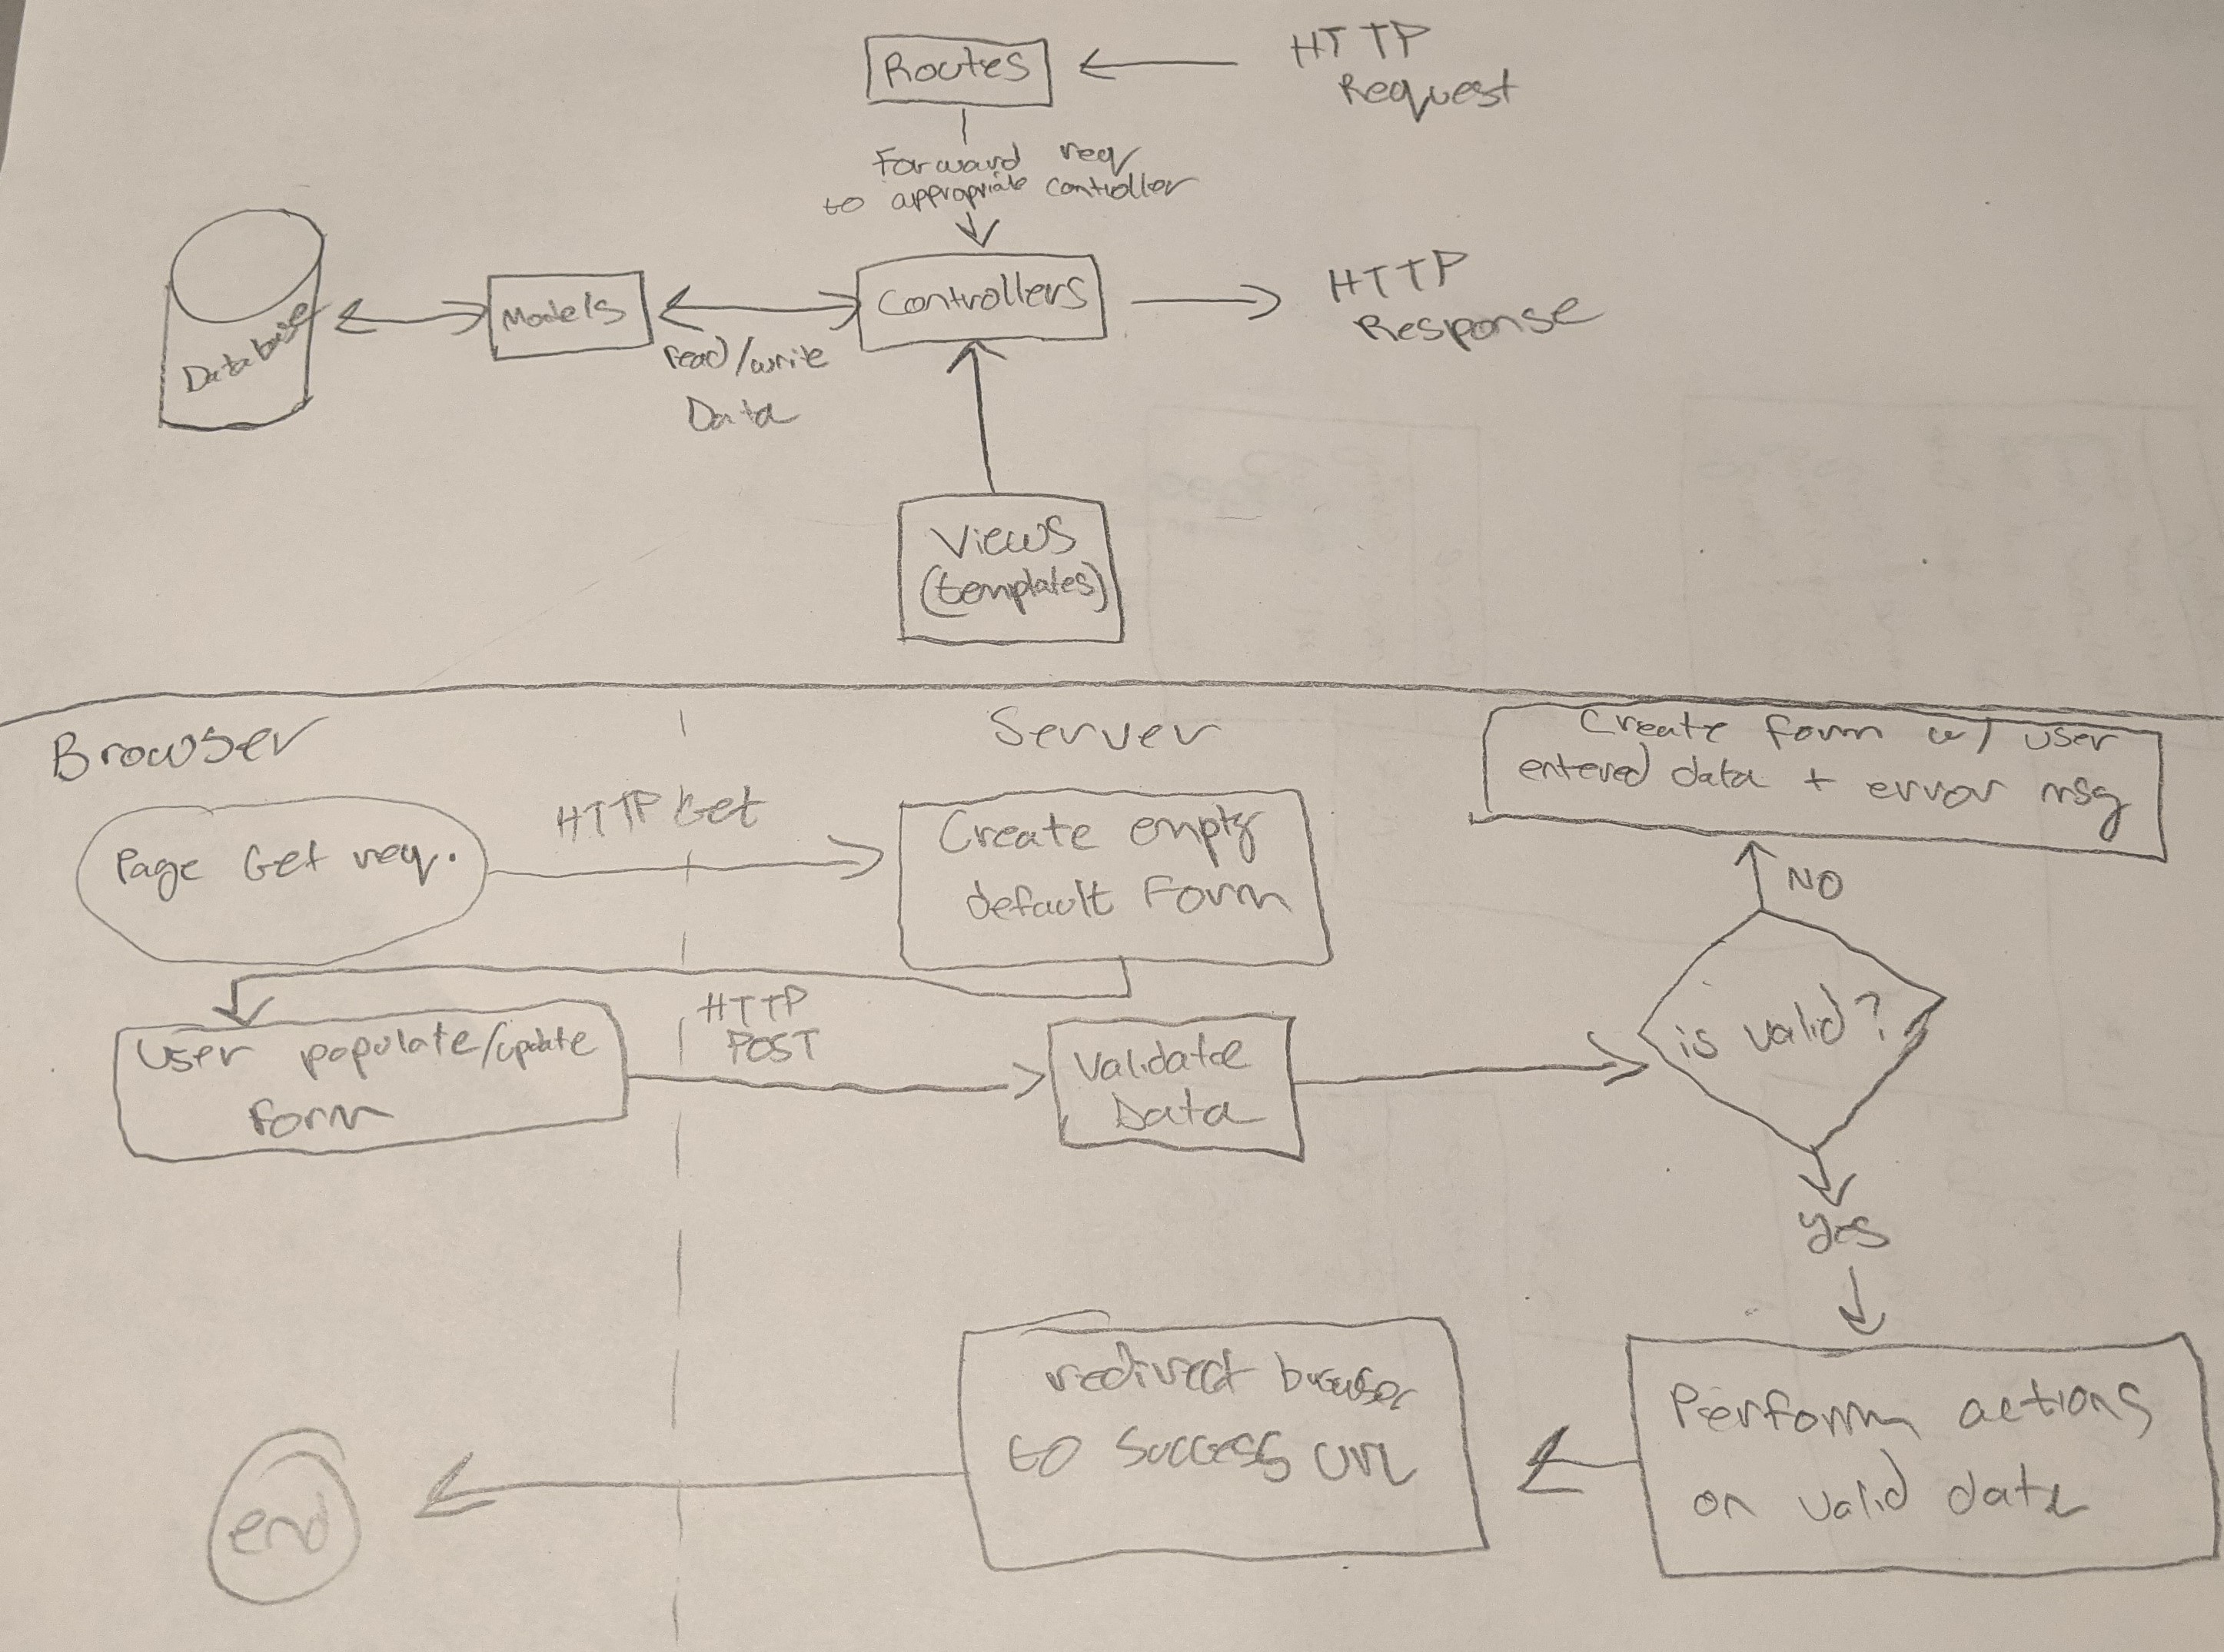 Routes
HTTP
Request
Forward req
to appropriate controller
Database
Models
read/write
Data
Controllers
HTTP
Response
Views
(templates)
Browser
Server
Page Get req.
HTTP Get
Create empty
default Form
Create form w/ user
entered data + error msg
NO
is valid?
Yes
User populate/update
form
HTTP
POST
Validate
Data
Perform actions
on valid data
redirect browser
to success url
end